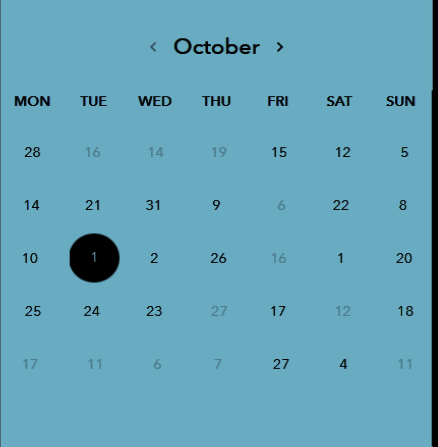 ‹ October ›
MON TUE WED THU FRI SAT SUN
28 16 14 19 15 12 5
14 21 31 9 6 22 8
10 1 2 26 16 1 20
25 24 23 27 17 12 18
17 11 6 7 27 4 11